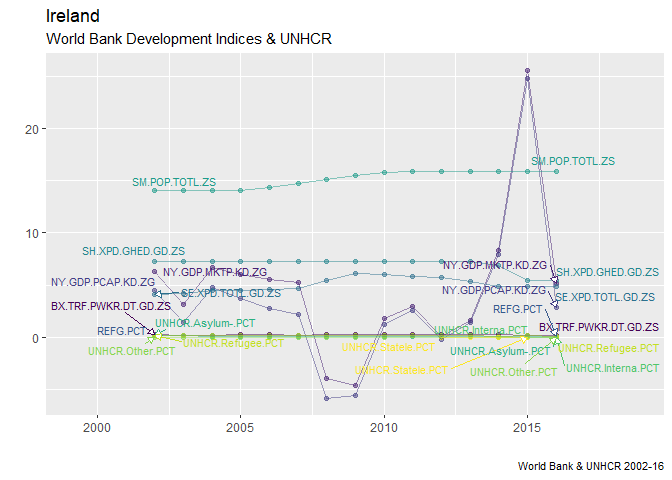 Ireland
World Bank Development Indices & UNHCR
20
SM.POP.TOTL.ZS
SM.POP.TOTL.ZS
10
SH.XPD.GHED.GD.ZS
NY.GDP.MKTP.KD.ZG
NY.GDP.MKTP.KD.ZG
SH.XPD.GHED.GD.ZS
NY.GDP.PCAP.KD.ZG
SE.XPD.TOTL.GD.ZS
NY.GDP.PCAP.KD.ZG
SE.XPD.TOTL.GD.ZS
BX.TRF.PWKR.DT.GD.ZS
REFG.PCT
UNHCR.Asylum-.PCT
REFG.PCT
UNHCR.Interna.PCT
BX.TRF.PWKR.DT.GD.ZS
0
UNHCR.Other.PCT
UNHCR.Refugee.PCT
UNHCR.Statele.PCT
UNHCR.Asylum-.PCT
UNHCR.Refugee.PCT
UNHCR.Statele.PCT
UNHCR.Other.PCT
UNHCR.Interna.PCT
2000
2005
2010
2015
World Bank & UNHCR 2002-16